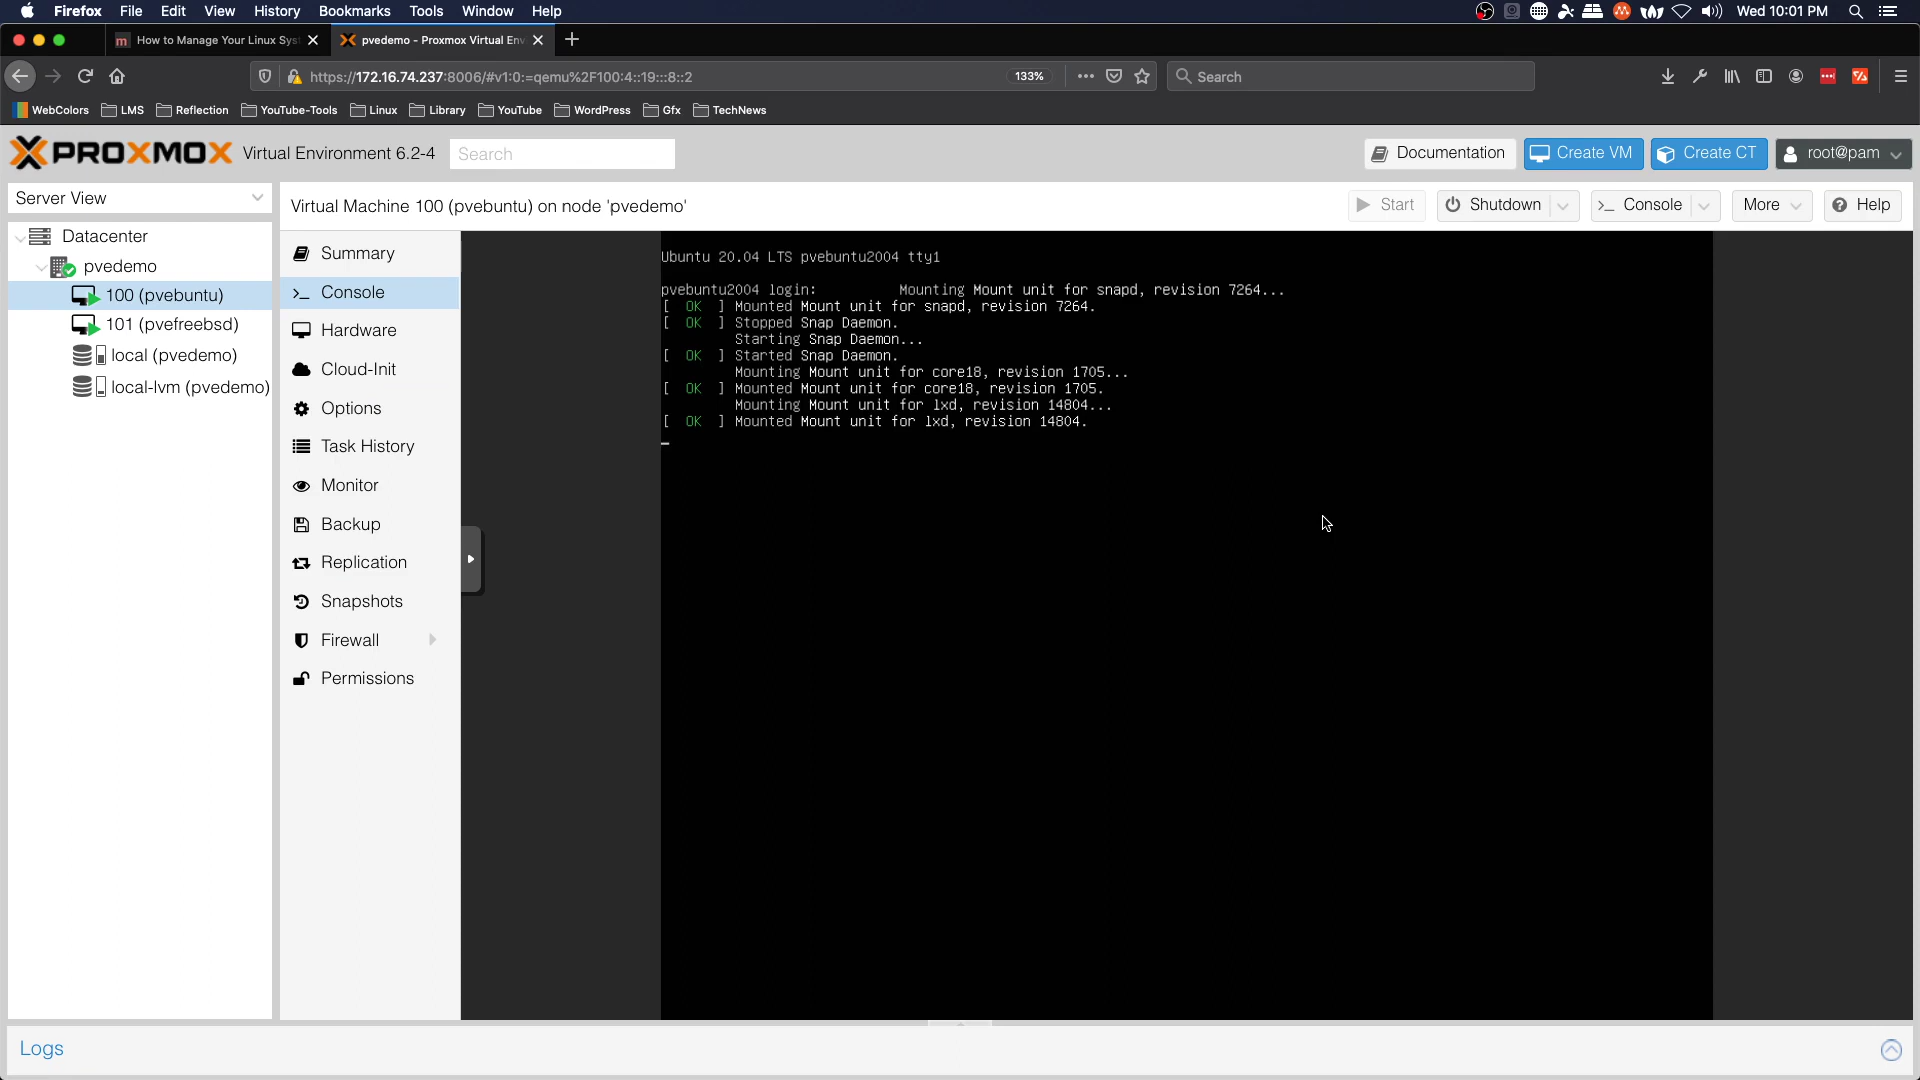 Firefox File Edit View History Bookmarks Tools Window Help Wed 10:01 PM
How to Manage Your Linux Sys
pvedemo - Proxmox Virtual Env
https://172.16.74.237:8006/#v1:0:=qemu%2F100:4::19:::8::2 133% Search
WebColors LMS Reflection YouTube-Tools Linux Library YouTube WordPress Gfx TechNews
PROXMOX Virtual Environment 6.2-4 Search Documentation Create VM Create CT root@pam
Server View
Virtual Machine 100 (pvebuntu) on node 'pvedemo' Start Shutdown Console More Help
Datacenter
pvedemo
100 (pvebuntu)
101 (pvefreebsd)
local (pvedemo)
local-lvm (pvedemo)
Summary
Console
Hardware
Cloud-Init
Options
Task History
Monitor
Backup
Replication
Snapshots
Firewall
Permissions
Ubuntu 20.04 LTS pvebuntu2004 tty1
pvebuntu2004 login: Mounting Mount unit for snapd, revision 7264...
[ OK ] Mounted Mount unit for snapd, revision 7264.
[ OK ] Stopped Snap Daemon.
Starting Snap Daemon...
[ OK ] Started Snap Daemon.
Mounting Mount unit for core18, revision 1705...
[ OK ] Mounted Mount unit for core18, revision 1705.
Mounting Mount unit for lxd, revision 14804...
[ OK ] Mounted Mount unit for lxd, revision 14804.
Logs